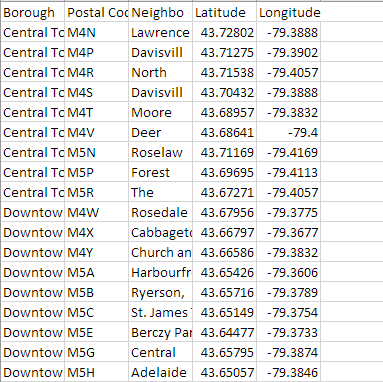 Borough Postal Coc Neighbo Latitude Longitude
Central Tc M4N Lawrence 43.72802 -79.3888
Central Tc M4P Davisvill 43.71275 -79.3902
Central Tc M4R North 43.71538 -79.4057
Central Tc M4S Davisvill 43.70432 -79.3888
Central Tc M4T Moore 43.68957 -79.3832
Central Tc M4V Deer 43.68641 -79.4
Central Tc M5N Roselaw 43.71169 -79.4169
Central Tc M5P Forest 43.69695 -79.4113
Central Tc M5R The 43.67271 -79.4057
Downtow M4W Rosedale 43.67956 -79.3775
Downtow M4X Cabbagetc 43.66797 -79.3677
Downtow M4Y Church an 43.66586 -79.3832
Downtow M5A Harbourfr 43.65426 -79.3606
Downtow M5B Ryerson, 43.65716 -79.3789
Downtow M5C St. James 43.65149 -79.3754
Downtow M5E Berczy Par 43.64477 -79.3733
Downtow M5G Central 43.65795 -79.3874
Downtow M5H Adelaide 43.65057 -79.3846